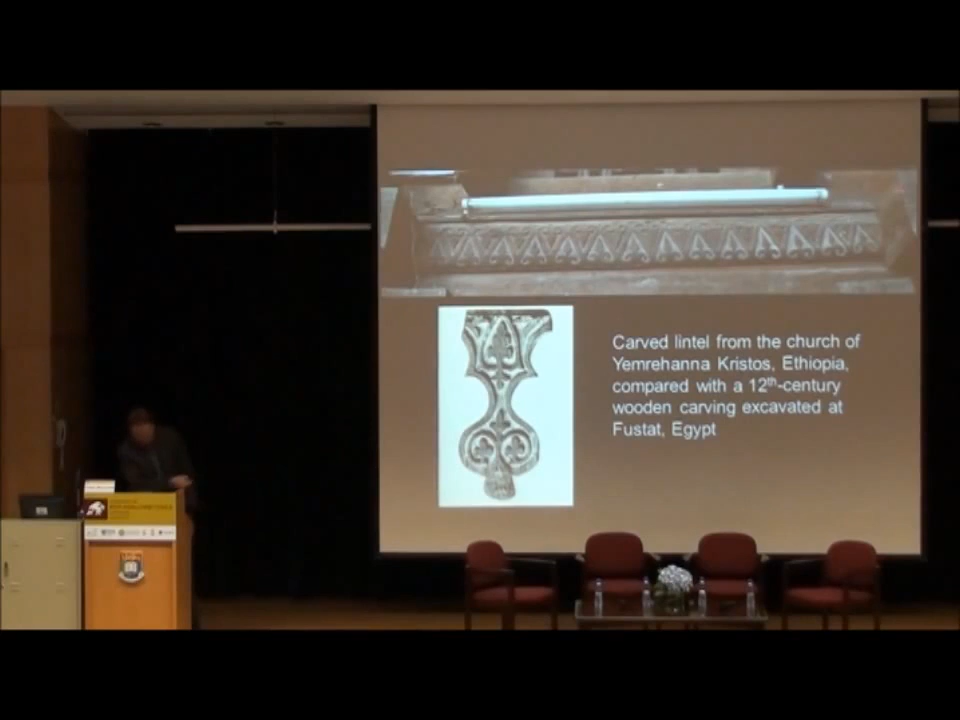 Carved lintel from the church of
Yemrehanna Kristos, Ethiopia,
compared with a 12th-century
wooden carving excavated at
Fustat, Egypt